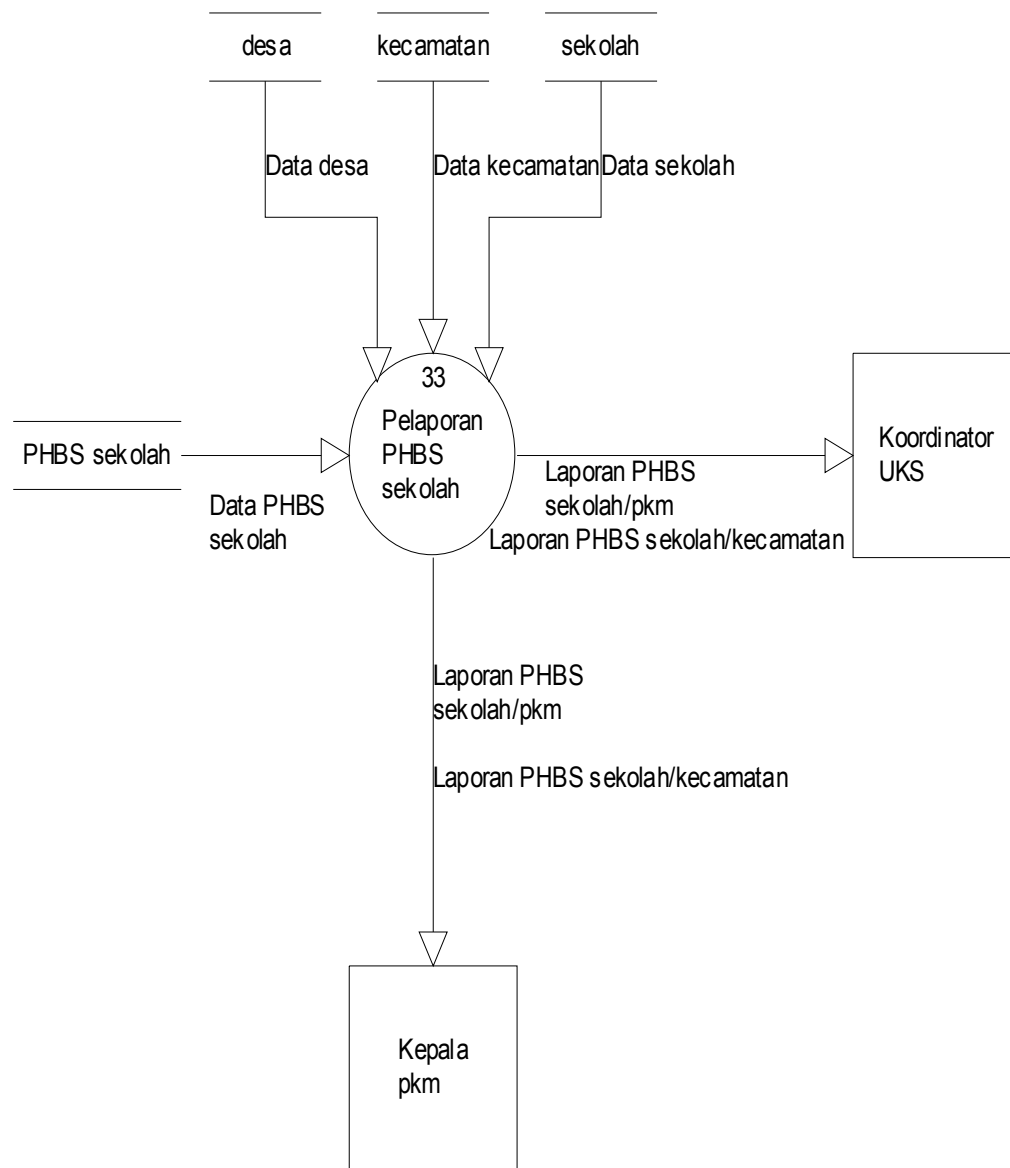 desa
kecamatan
sekolah
Data desa
Data kecamatan
Data sekolah
33
Pelaporan
PHBS
sekolah
PHBS sekolah
Data PHBS
sekolah
Laporan PHBS
sekolah/pkm
Laporan PHBS sekolah/kecamatan
Koordinator
UKS
Laporan PHBS
sekolah/pkm
Laporan PHBS sekolah/kecamatan
Kepala
pkm